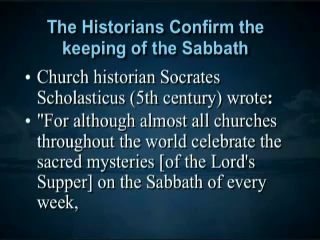 The Historians Confirm the
keeping of the Sabbath
• Church historian Socrates
Scholasticus (5th century) wrote:
• "For although almost all churches
throughout the world celebrate the
sacred mysteries [of the Lord's
Supper] on the Sabbath of every
week,